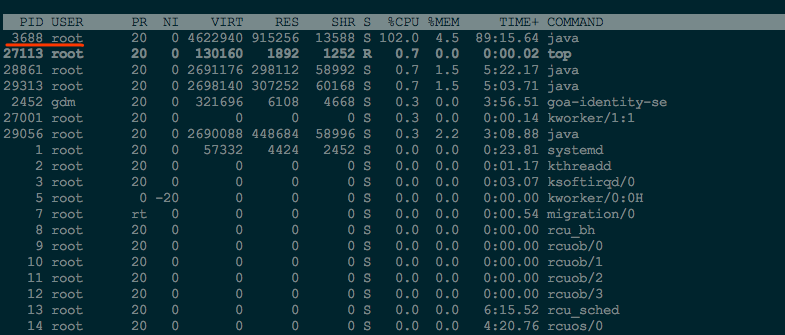 PID USER PR NI VIRT RES SHR S %CPU %MEM TIME+ COMMAND
3688 root 20 0 4622940 915256 13588 S 102.0 4.5 89:15.64 java
27113 root 20 0 130160 1892 1252 R 0.7 0.0 0:00.02 top
28861 root 20 0 2691176 298112 58992 S 0.7 1.5 5:22.17 java
29313 root 20 0 2698140 307252 60168 S 0.7 1.5 5:03.71 java
2452 gdm 20 0 321696 6108 4668 S 0.3 0.0 3:56.51 goa-identity-se
27001 root 20 0 0 0 0 S 0.3 0.0 0:00.14 kworker/1:1
29056 root 20 0 2690088 448684 58996 S 0.3 2.2 3:08.88 java
1 root 20 0 57332 4424 2452 S 0.0 0.0 0:23.81 systemd
2 root 20 0 0 0 0 S 0.0 0.0 0:01.17 kthreadd
3 root 20 0 0 0 0 S 0.0 0.0 0:03.07 ksoftirqd/0
5 root 0 -20 0 0 0 S 0.0 0.0 0:00.00 kworker/0:0H
7 root rt 0 0 0 0 S 0.0 0.0 0:00.54 migration/0
8 root 20 0 0 0 0 S 0.0 0.0 0:00.00 rcu_bh
9 root 20 0 0 0 0 S 0.0 0.0 0:00.00 rcuob/0
10 root 20 0 0 0 0 S 0.0 0.0 0:00.00 rcuob/1
11 root 20 0 0 0 0 S 0.0 0.0 0:00.00 rcuob/2
12 root 20 0 0 0 0 S 0.0 0.0 0:00.00 rcuob/3
13 root 20 0 0 0 0 S 0.0 0.0 6:15.52 rcu_sched
14 root 20 0 0 0 0 S 0.0 0.0 4:20.76 rcuos/0